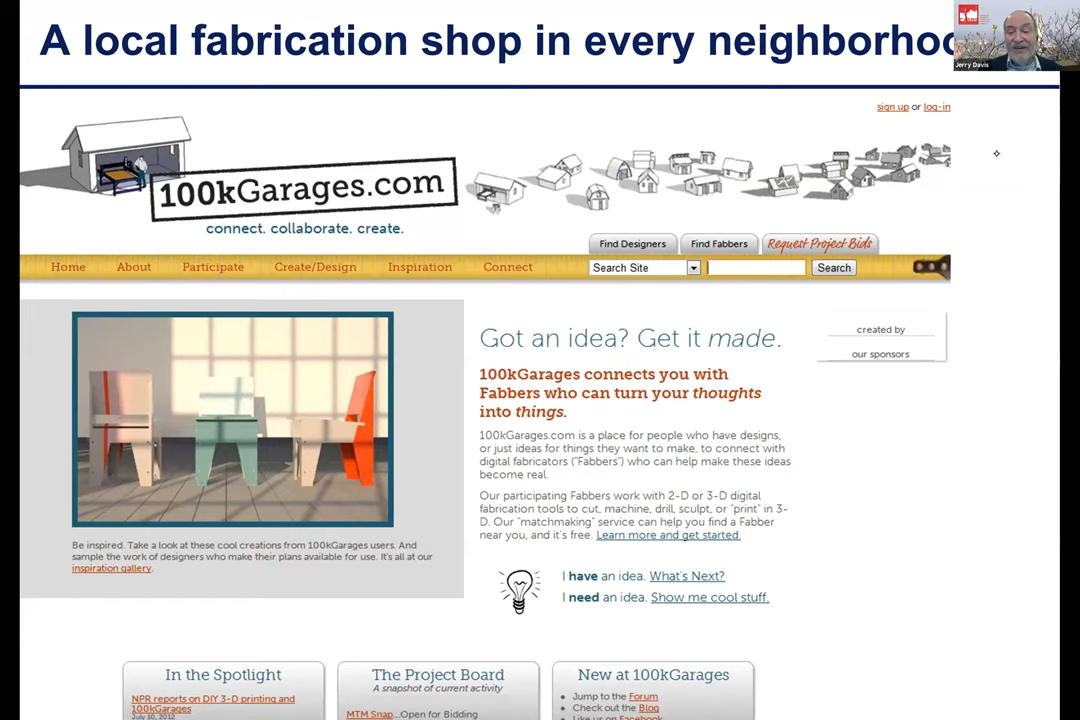 A local fabrication shop in every neighborhoo
Jerry Davis
sign up or log-in
100kGarages.com
connect. collaborate. create.
Find Designers
Find Fabbers
Request Project Bids
Home
About
Participate
Create/Design
Inspiration
Connect
Search Site
Search
Got an idea? Get it made.
100kGarages connects you with
Fabbers who can turn your thoughts
into things.
100kGarages.com is a place for people who have designs,
or just ideas for things they want to make, to connect with
digital fabricators ("Fabbers") who can help make these ideas
become real.
Our participating Fabbers work with 2-D or 3-D digital
fabrication tools to cut, machine, drill, sculpt, or "print" in 3-
D. Our "matchmaking" service can help you find a Fabber
near you, and it's free. Learn more and get started.
I have an idea. What's Next?
I need an idea. Show me cool stuff.
created by
our sponsors
Be inspired. Take a look at these cool creations from 100kGarages users. And
sample the work of designers who make their plans available for use. It's all at our
inspiration gallery.
In the Spotlight
NPR reports on DIY 3-D printing and
100kGarages
July 10, 2012
The Project Board
A snapshot of current activity
MTM Snap...Open for Bidding
New at 100kGarages
Jump to the Forum
Check out the Blog
Like us on Facebook